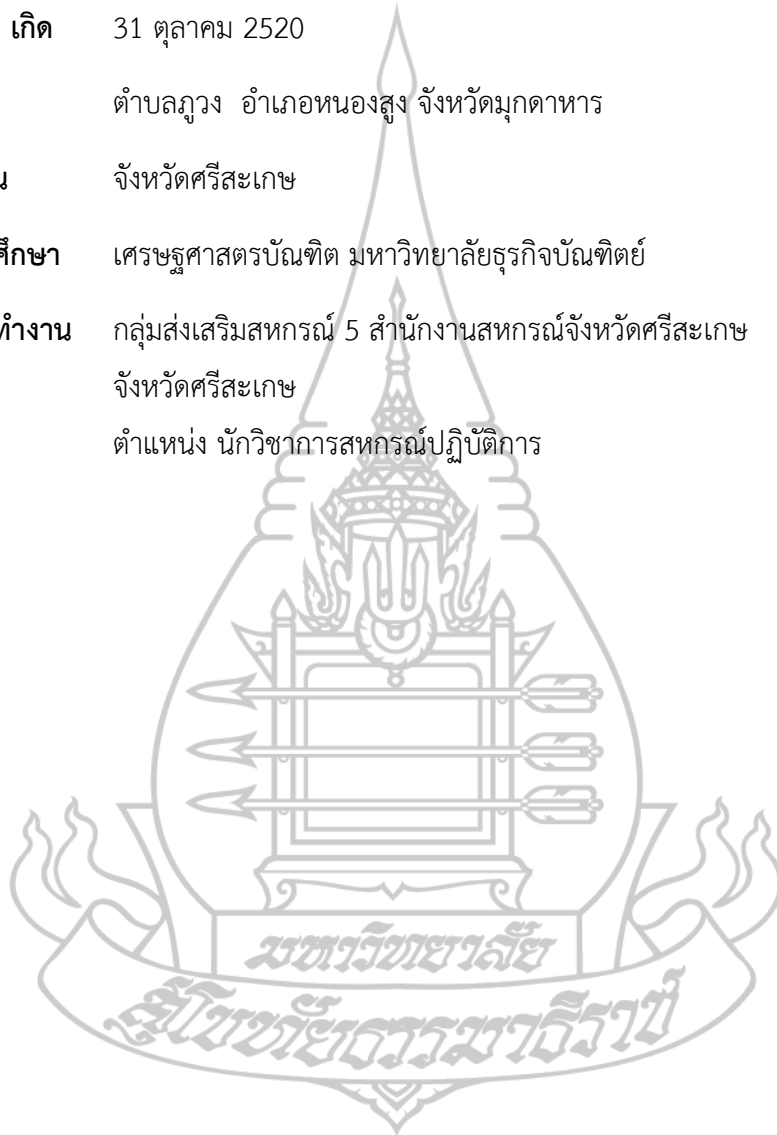 เกิด 31 ตุลาคม 2520
ตำบลภูวง อำเภอหนองสูง จังหวัดมุกดาหาร
จังหวัดศรีสะเกษ
เศรษฐศาสตรบัณฑิต มหาวิทยาลัยธุรกิจบัณฑิตย์
ทำงาน กลุ่มส่งเสริมสหกรณ์ 5 สำนักงานสหกรณ์จังหวัดศรีสะเกษ
จังหวัดศรีสะเกษ
ตำแหน่ง นักวิชาการสหกรณ์ปฏิบัติการ
มหาวิทยาลัย
สุโขทัยธรรมาธิราช